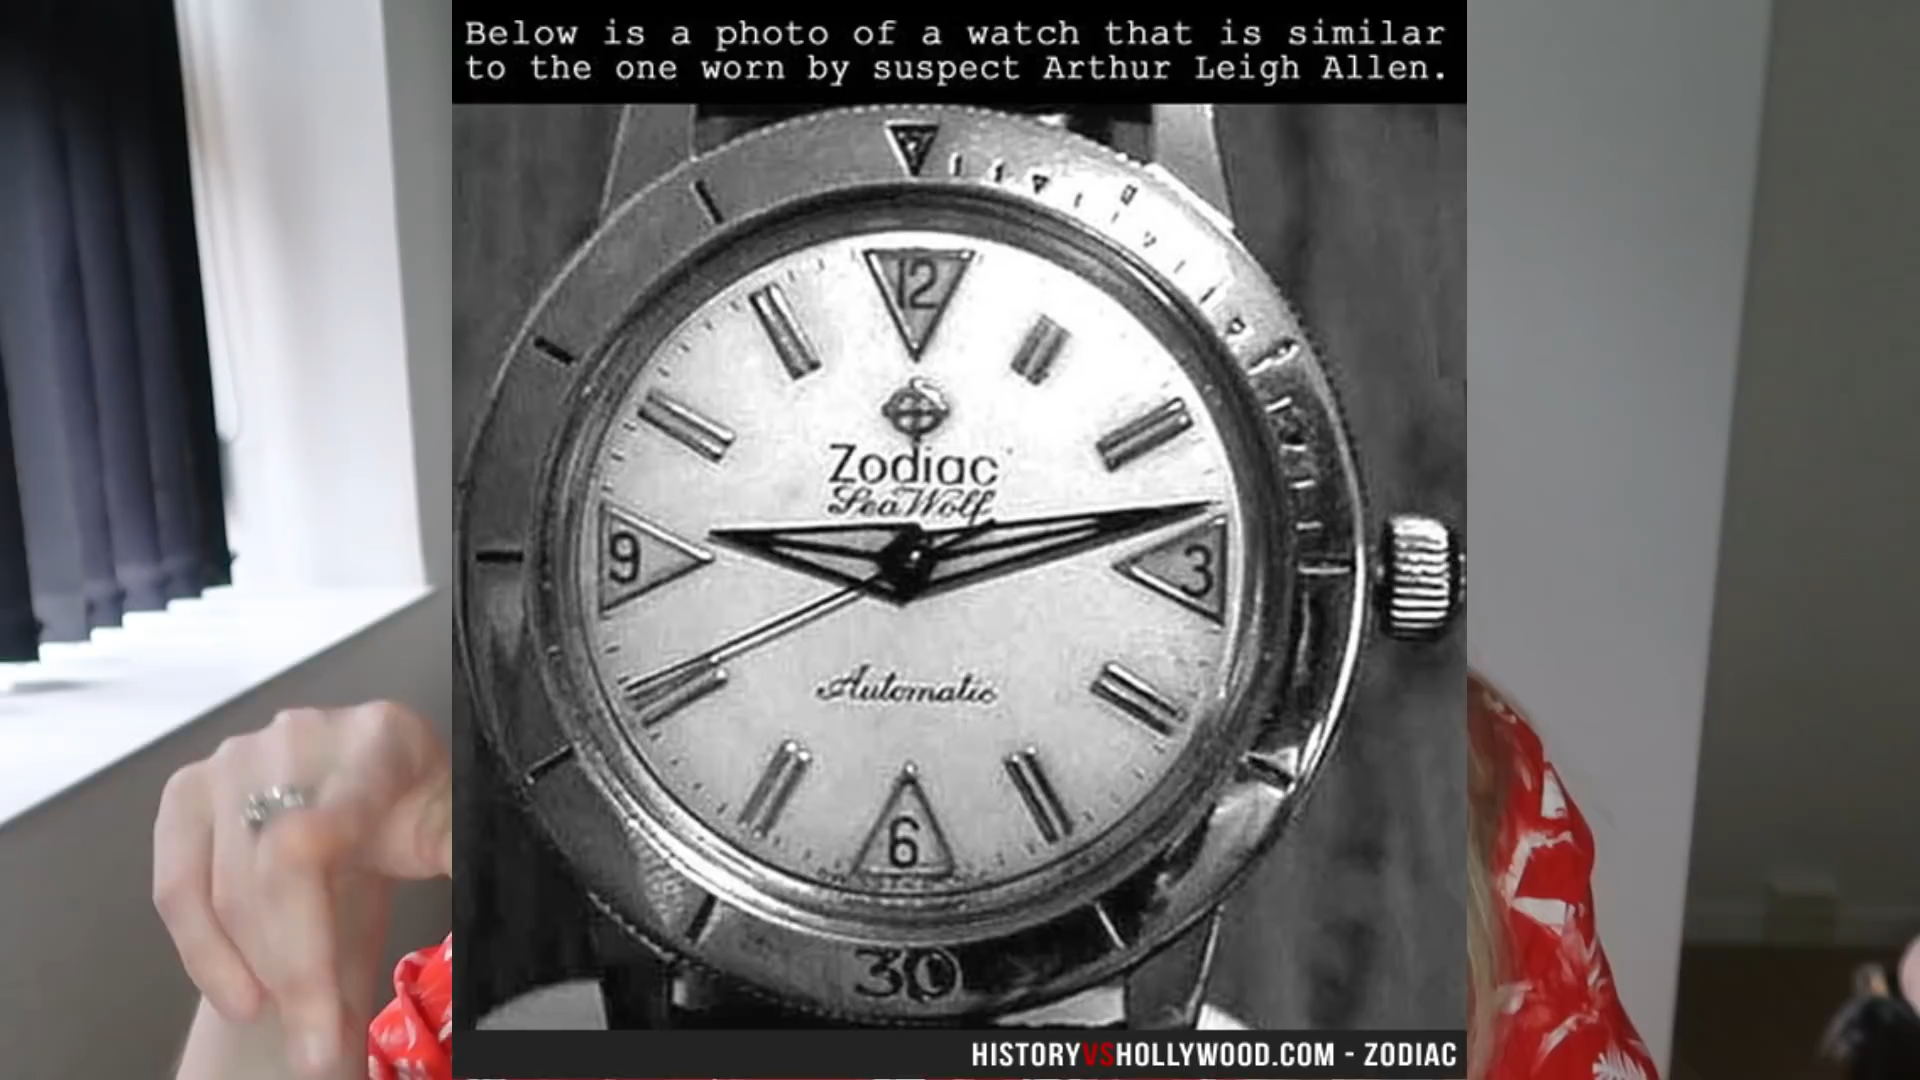 Below is a photo of a watch that is similar
to the one worn by suspect Arthur Leigh Allen.
12
Zodiac
Sea Wolf
9
3
Automatic
6
30
HISTORYVSHOLLYWOOD.COM - ZODIAC